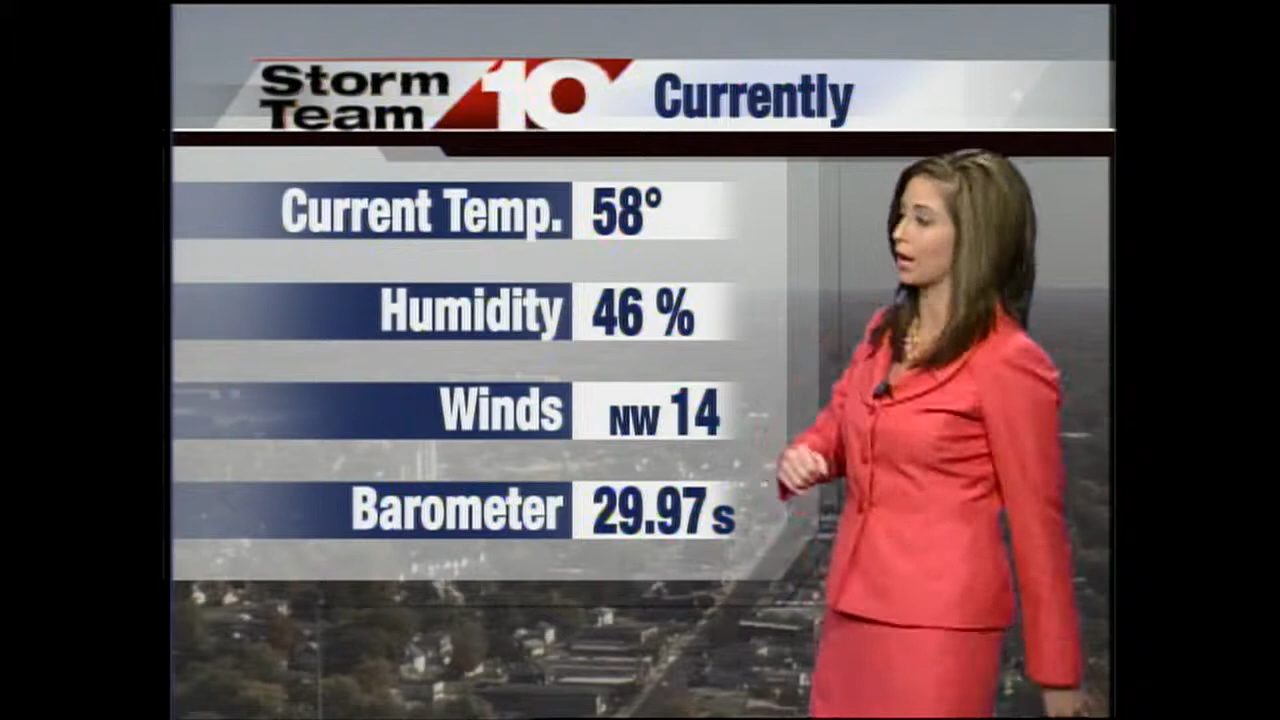 Storm
Team
10
Currently
Current Temp. 58°
Humidity 46 %
Winds NW 14
Barometer 29.97 s